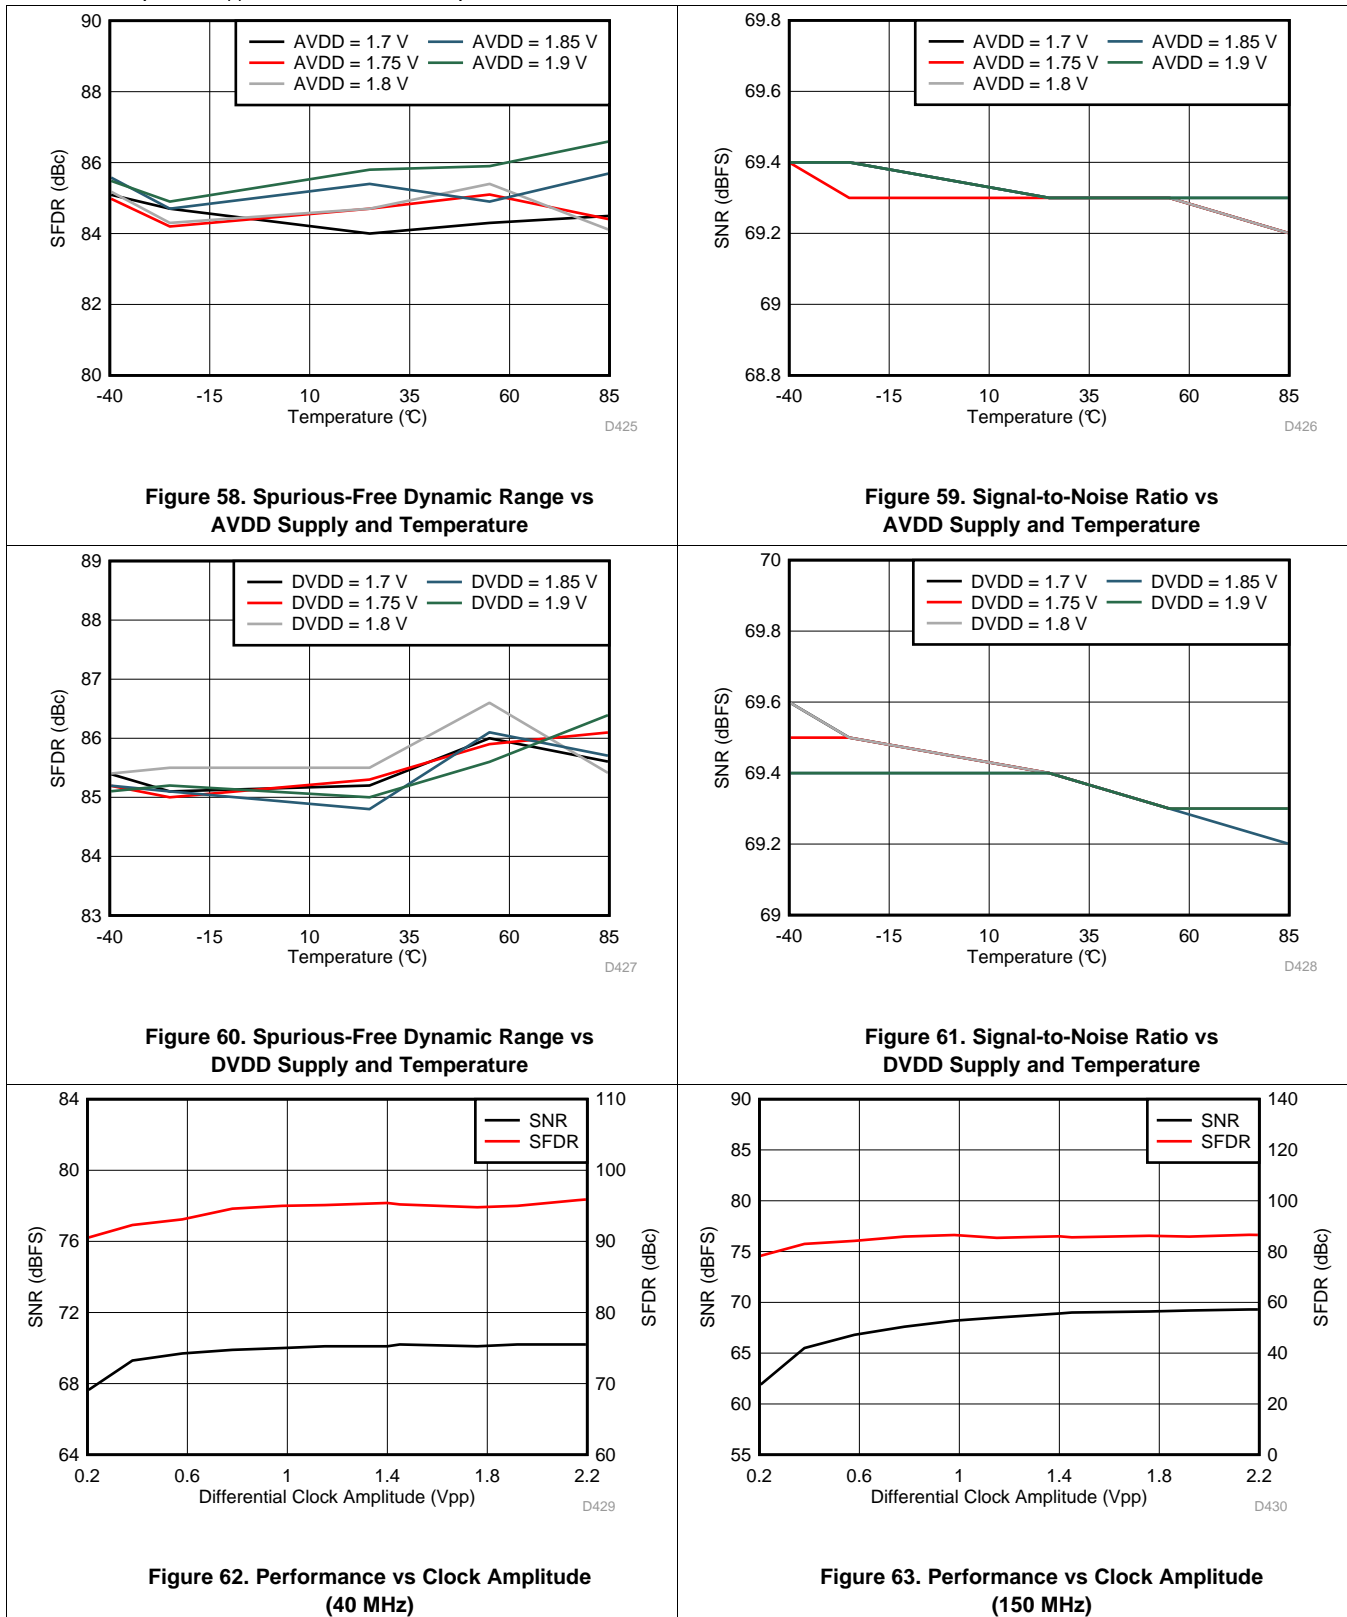 90
88
86
84
82
80
SFDR (dBc)
AVDD = 1.7 V
AVDD = 1.75 V
AVDD = 1.8 V
AVDD = 1.85 V
AVDD = 1.9 V
-40 -15 10 35 60 85
Temperature (°C)
D425
Figure 58. Spurious-Free Dynamic Range vs
AVDD Supply and Temperature
69.8
69.6
69.4
69.2
69
68.8
SNR (dBFS)
AVDD = 1.7 V
AVDD = 1.75 V
AVDD = 1.8 V
AVDD = 1.85 V
AVDD = 1.9 V
-40 -15 10 35 60 85
Temperature (°C)
D426
Figure 59. Signal-to-Noise Ratio vs
AVDD Supply and Temperature
89
88
87
86
85
84
83
SFDR (dBc)
DVDD = 1.7 V
DVDD = 1.75 V
DVDD = 1.8 V
DVDD = 1.85 V
DVDD = 1.9 V
-40 -15 10 35 60 85
Temperature (°C)
D427
Figure 60. Spurious-Free Dynamic Range vs
DVDD Supply and Temperature
70
69.8
69.6
69.4
69.2
69
SNR (dBFS)
DVDD = 1.7 V
DVDD = 1.75 V
DVDD = 1.8 V
DVDD = 1.85 V
DVDD = 1.9 V
-40 -15 10 35 60 85
Temperature (°C)
D428
Figure 61. Signal-to-Noise Ratio vs
DVDD Supply and Temperature
84
80
76
72
68
64
SNR (dBFS)
SNR
SFDR
110
100
90
80
70
60
SFDR (dBc)
0.2 0.6 1 1.4 1.8 2.2
Differential Clock Amplitude (Vpp)
D429
Figure 62. Performance vs Clock Amplitude
(40 MHz)
90
85
80
75
70
65
60
55
SNR (dBFS)
SNR
SFDR
140
120
100
80
60
40
20
0
SFDR (dBc)
0.2 0.6 1 1.4 1.8 2.2
Differential Clock Amplitude (Vpp)
D430
Figure 63. Performance vs Clock Amplitude
(150 MHz)